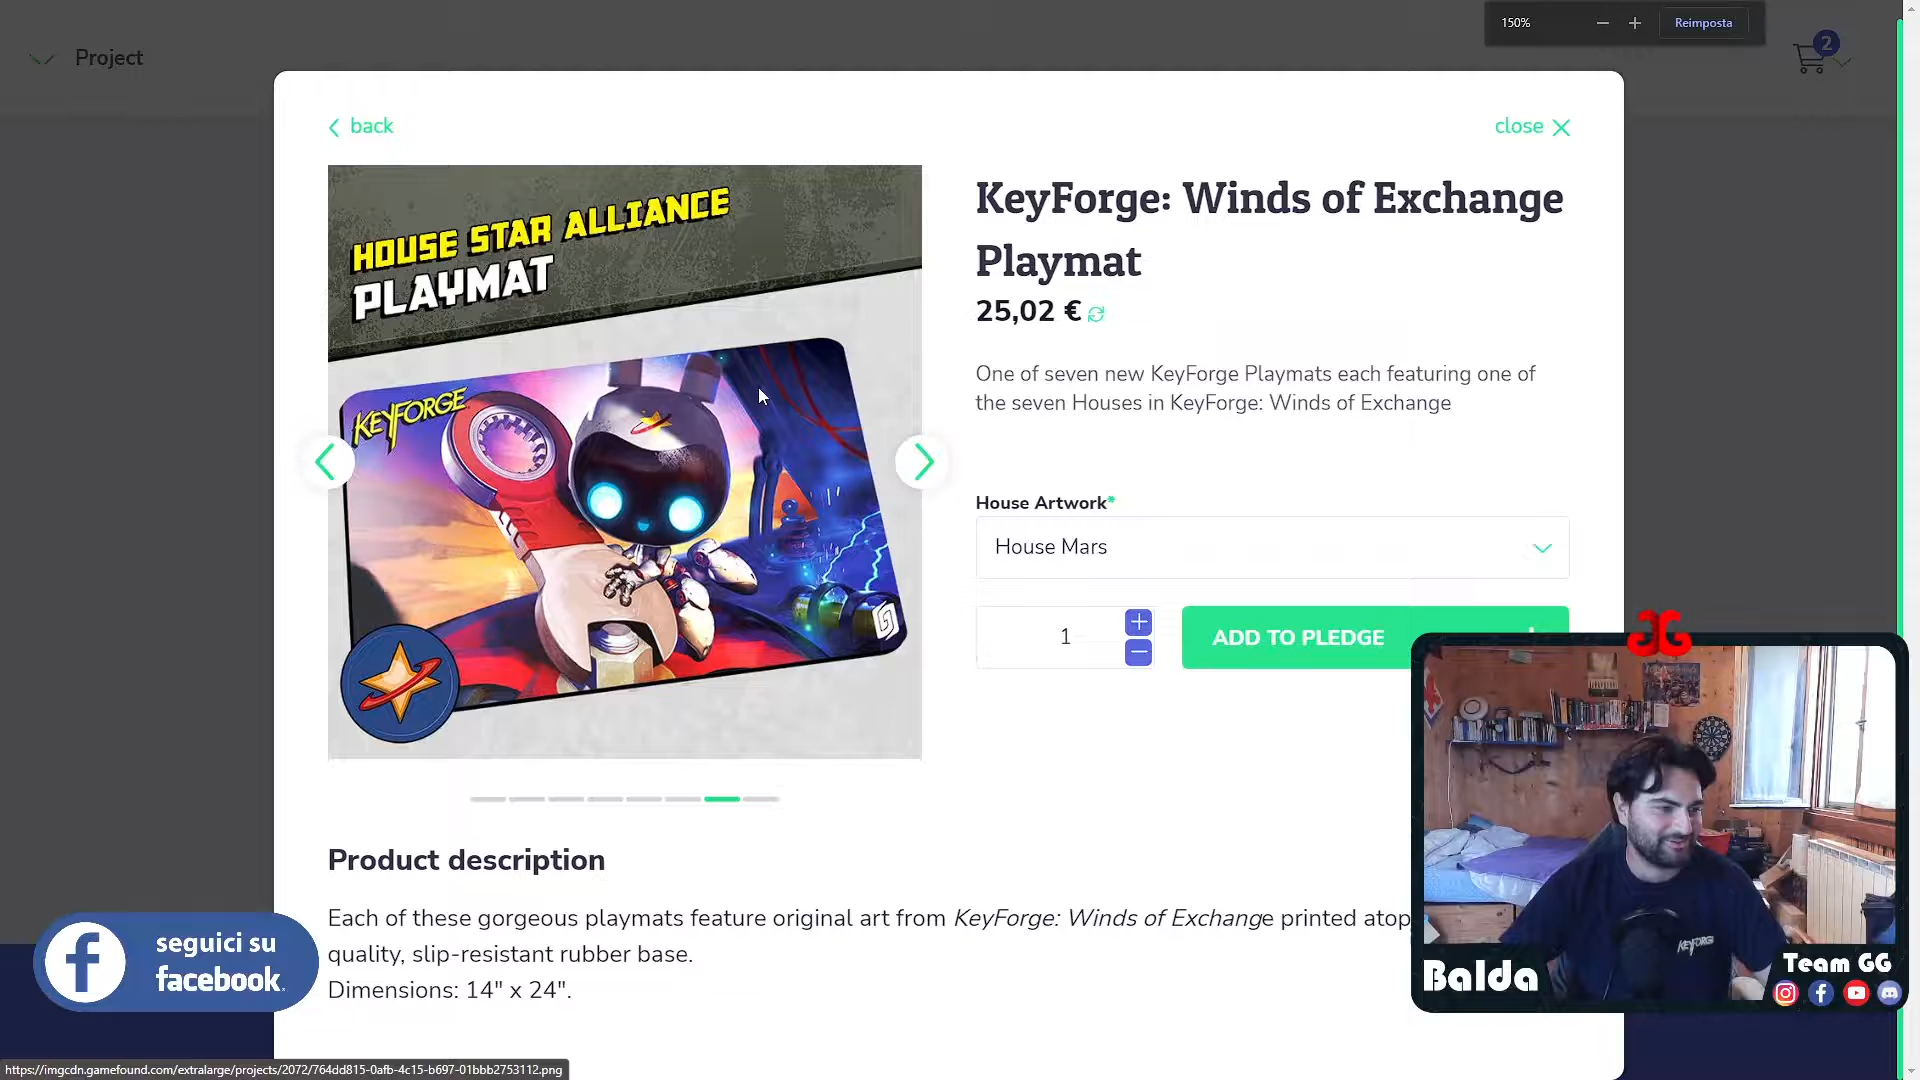 150%
Reimposta
Project
2
back
close
HOUSE STAR ALLIANCE
PLAYMAT
KEYFORGE
KeyForge: Winds of Exchange
Playmat
25,02 €
One of seven new KeyForge Playmats each featuring one of
the seven Houses in KeyForge: Winds of Exchange
House Artwork*
House Mars
1
ADD TO PLEDGE
Product description
Each of these gorgeous playmats feature original art from KeyForge: Winds of Exchange printed atop
quality, slip-resistant rubber base.
Dimensions: 14" x 24".
seguici su
facebook.
KEYFORGE
Balda
Team GG
https://imgcdn.gamefound.com/extralarge/projects/2072/764dd815-0afb-4c15-b697-01bbb2753112.png